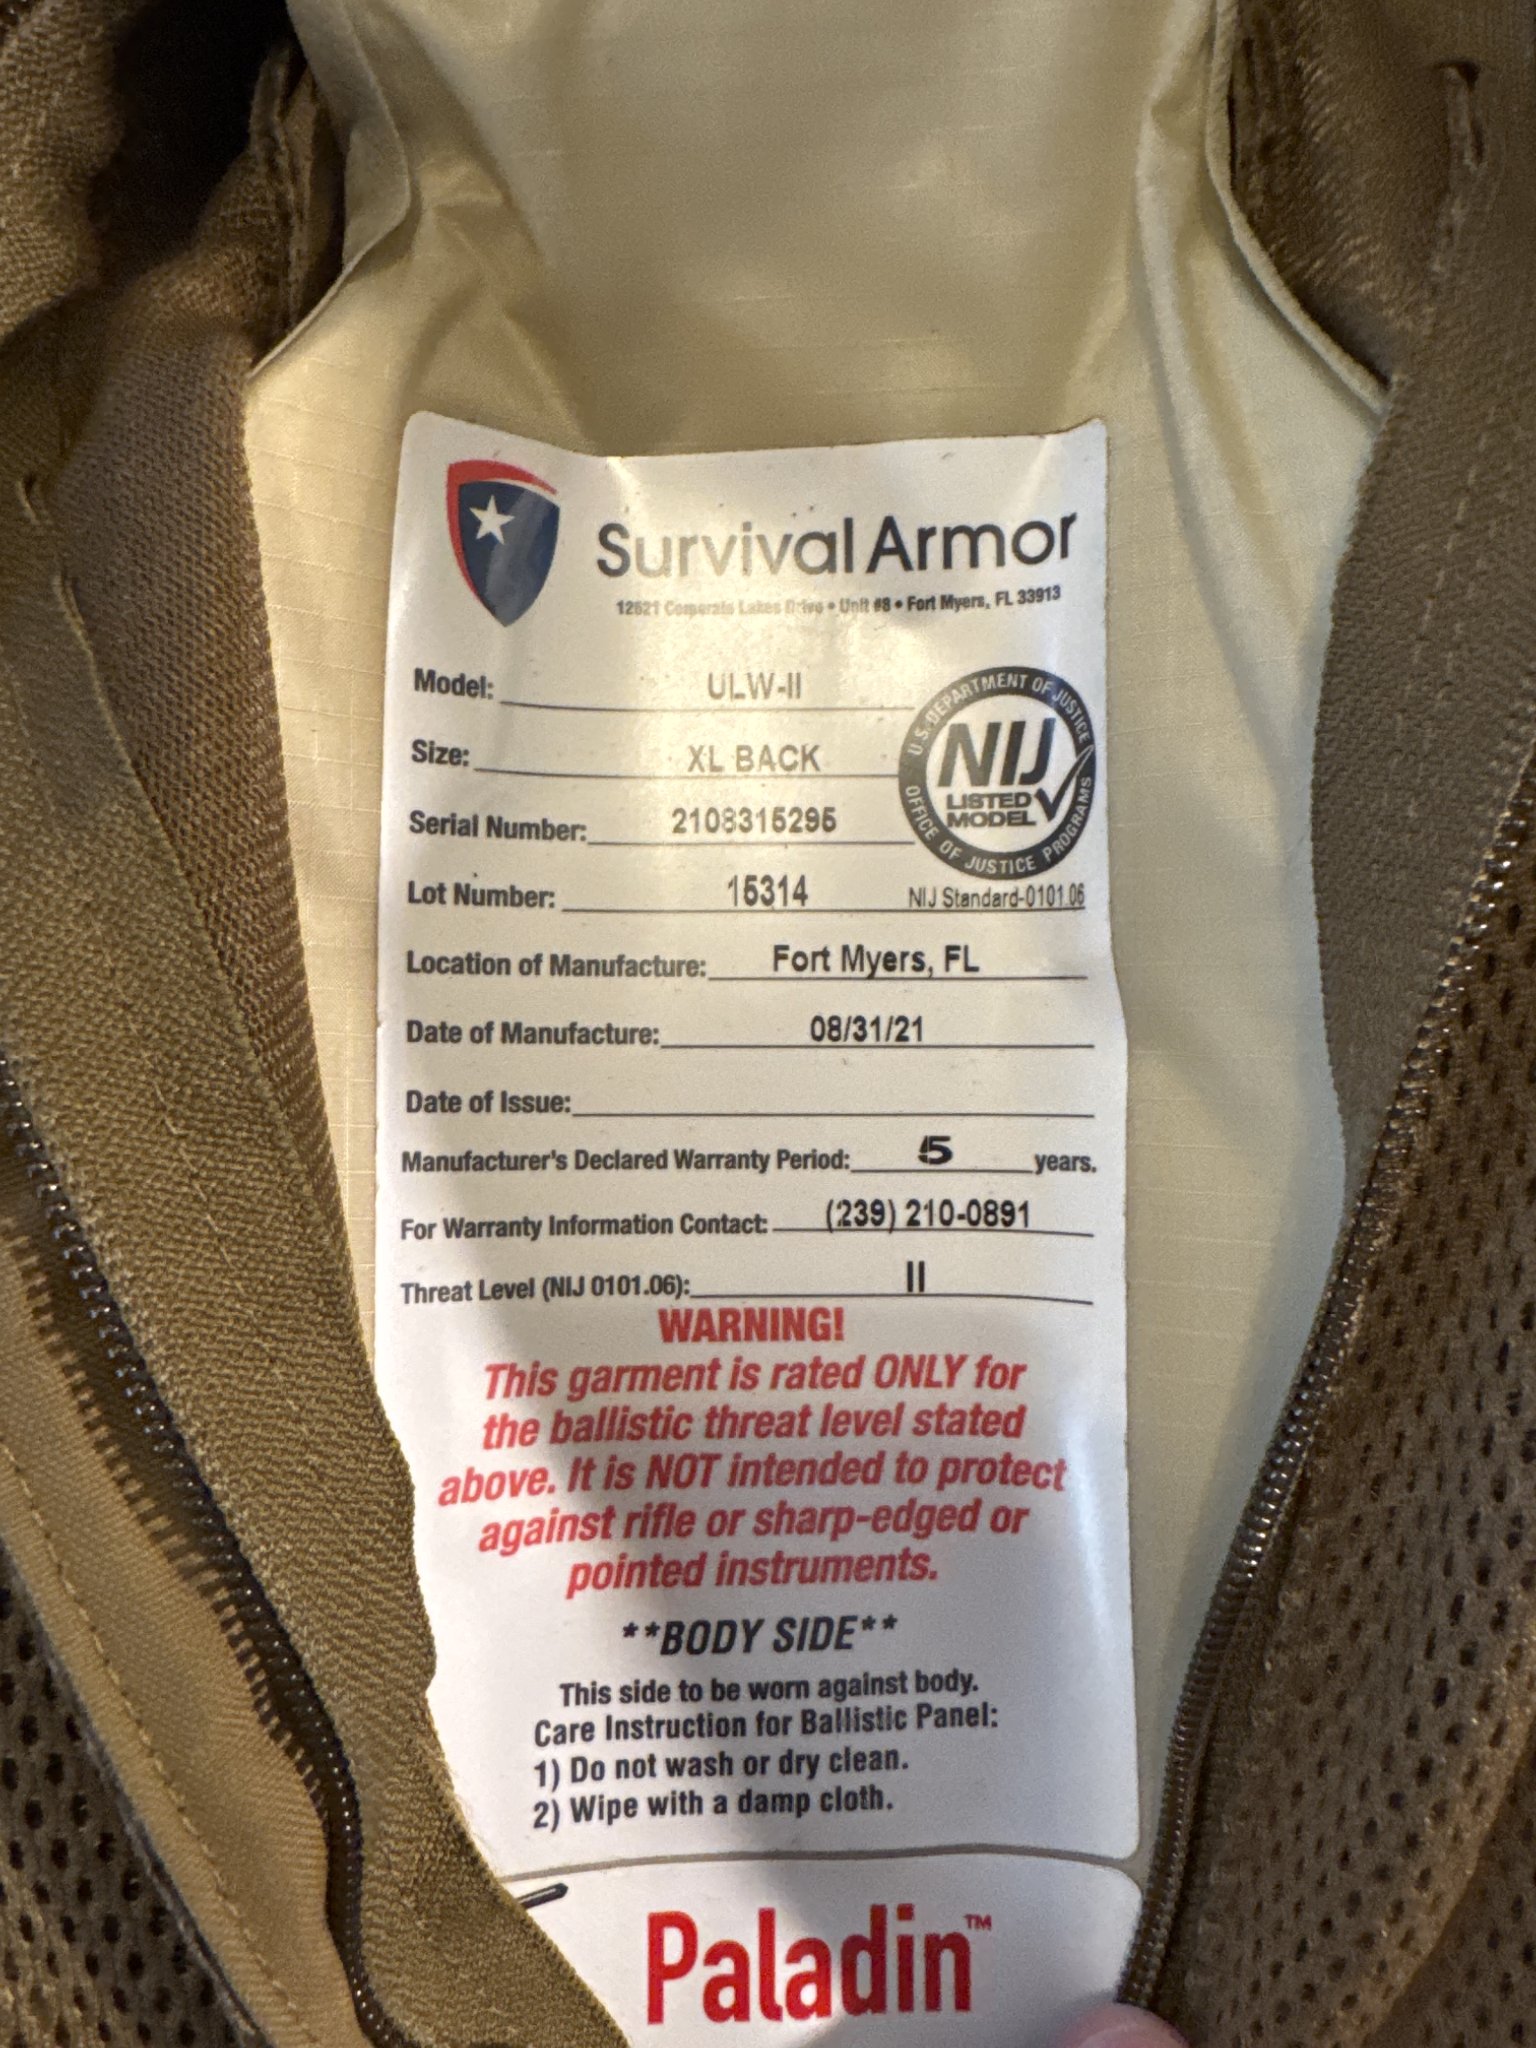 Survival Armor
12621 Corporate Lakes Drive • Unit #8 • Fort Myers, FL 33913
Model: ULW-II
Size: XL BACK
Serial Number: 2108315295
Lot Number: 15314
U.S. DEPARTMENT OF JUSTICE
NIJ
LISTED
MODEL
OFFICE OF JUSTICE PROGRAMS
NIJ Standard-0101.06
Location of Manufacture: Fort Myers, FL
Date of Manufacture: 08/31/21
Date of Issue:
Manufacturer's Declared Warranty Period: 5 years.
For Warranty Information Contact: (239) 210-0891
Threat Level (NIJ 0101.06): II
WARNING!
This garment is rated ONLY for
the ballistic threat level stated
above. It is NOT intended to protect
against rifle or sharp-edged or
pointed instruments.
**BODY SIDE**
This side to be worn against body.
Care Instruction for Ballistic Panel:
1) Do not wash or dry clean.
2) Wipe with a damp cloth.
Paladin™